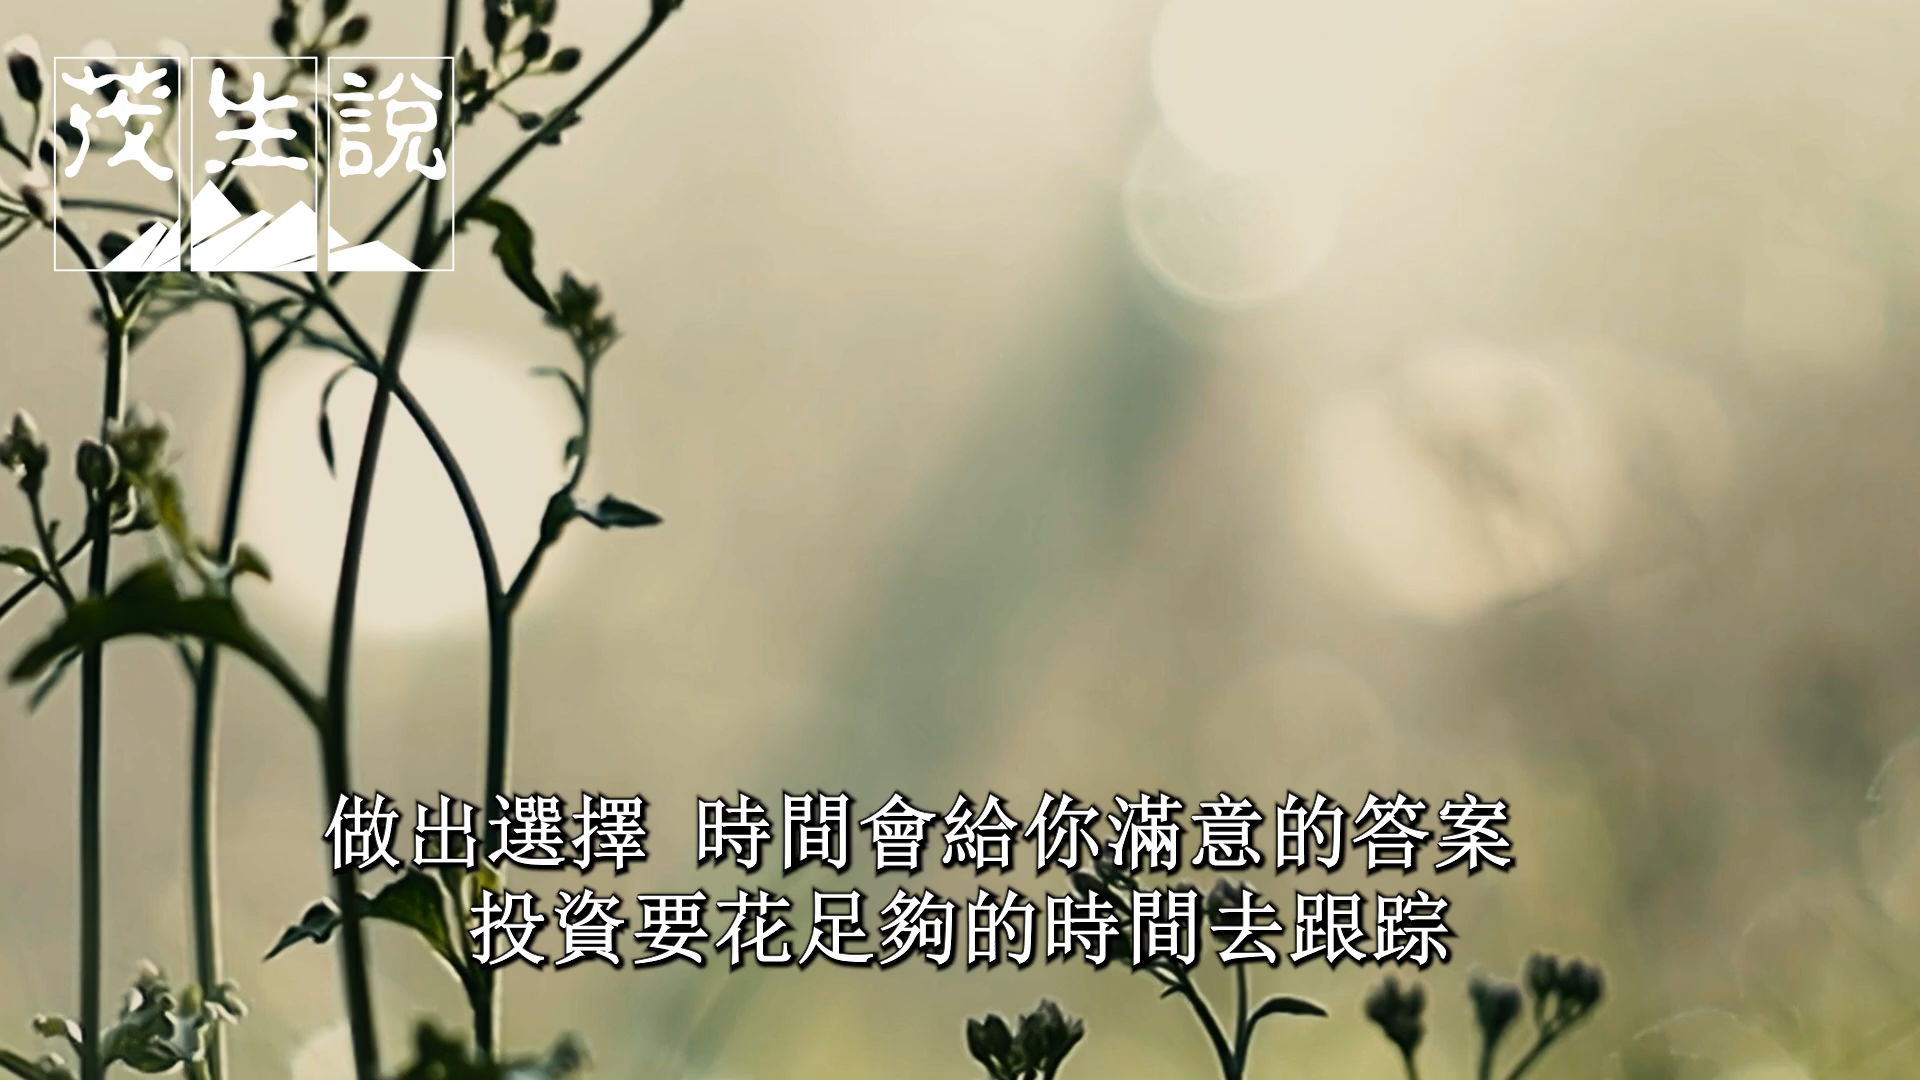 茂生說
做出選擇 時間會給你滿意的答案
投資要花足夠的時間去跟踪